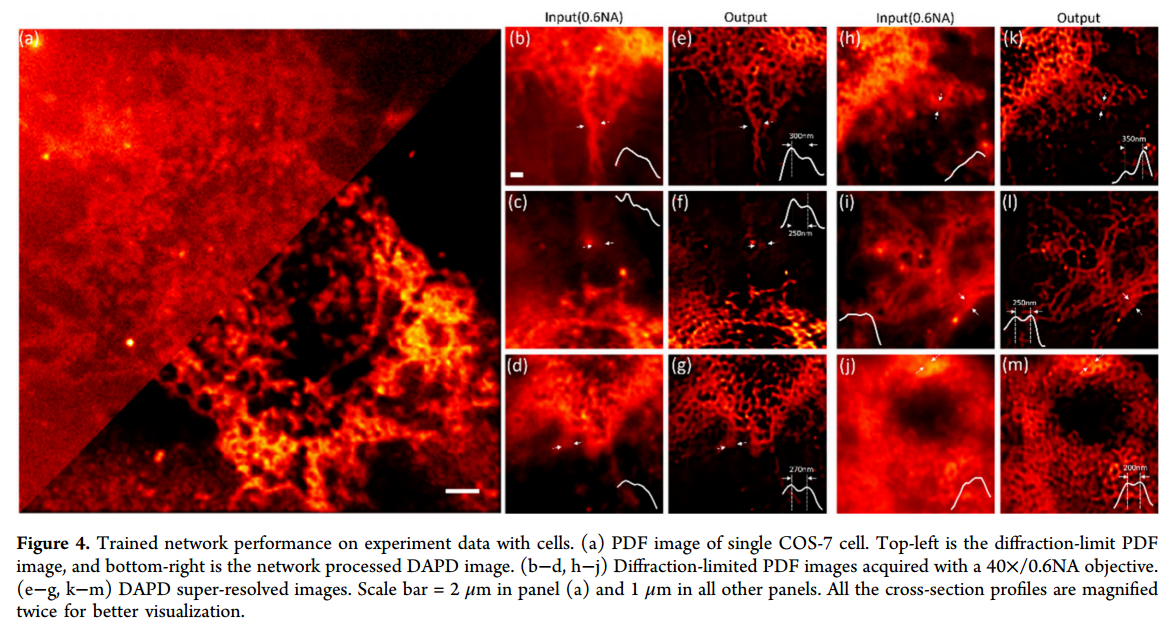 Input(0.6NA) Output Input(0.6NA) Output
(a) (b) (e) (h) (k)
300nm 350nm
(c) (f) (i) (l)
250nm 250nm
(d) (g) (j) (m)
270nm 200nm
Figure 4. Trained network performance on experiment data with cells. (a) PDF image of single COS-7 cell. Top-left is the diffraction-limit PDF
image, and bottom-right is the network processed DAPD image. (b−d, h−j) Diffraction-limited PDF images acquired with a 40×/0.6NA objective.
(e−g, k−m) DAPD super-resolved images. Scale bar = 2 μm in panel (a) and 1 μm in all other panels. All the cross-section profiles are magnified
twice for better visualization.